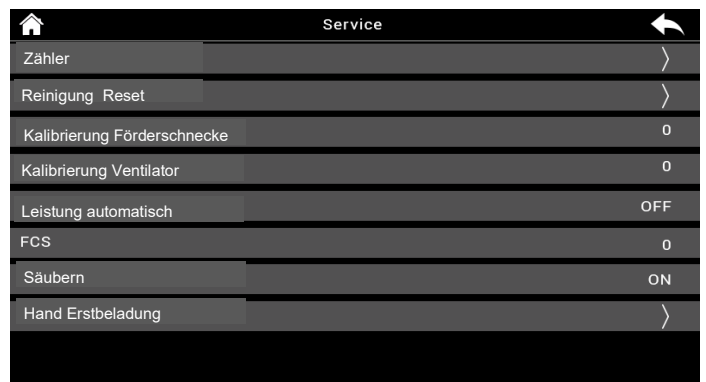 Service
Zähler
Reinigung Reset
Kalibrierung Förderschnecke 0
Kalibrierung Ventilator 0
Leistung automatisch OFF
FCS 0
Säubern ON
Hand Erstbeladung